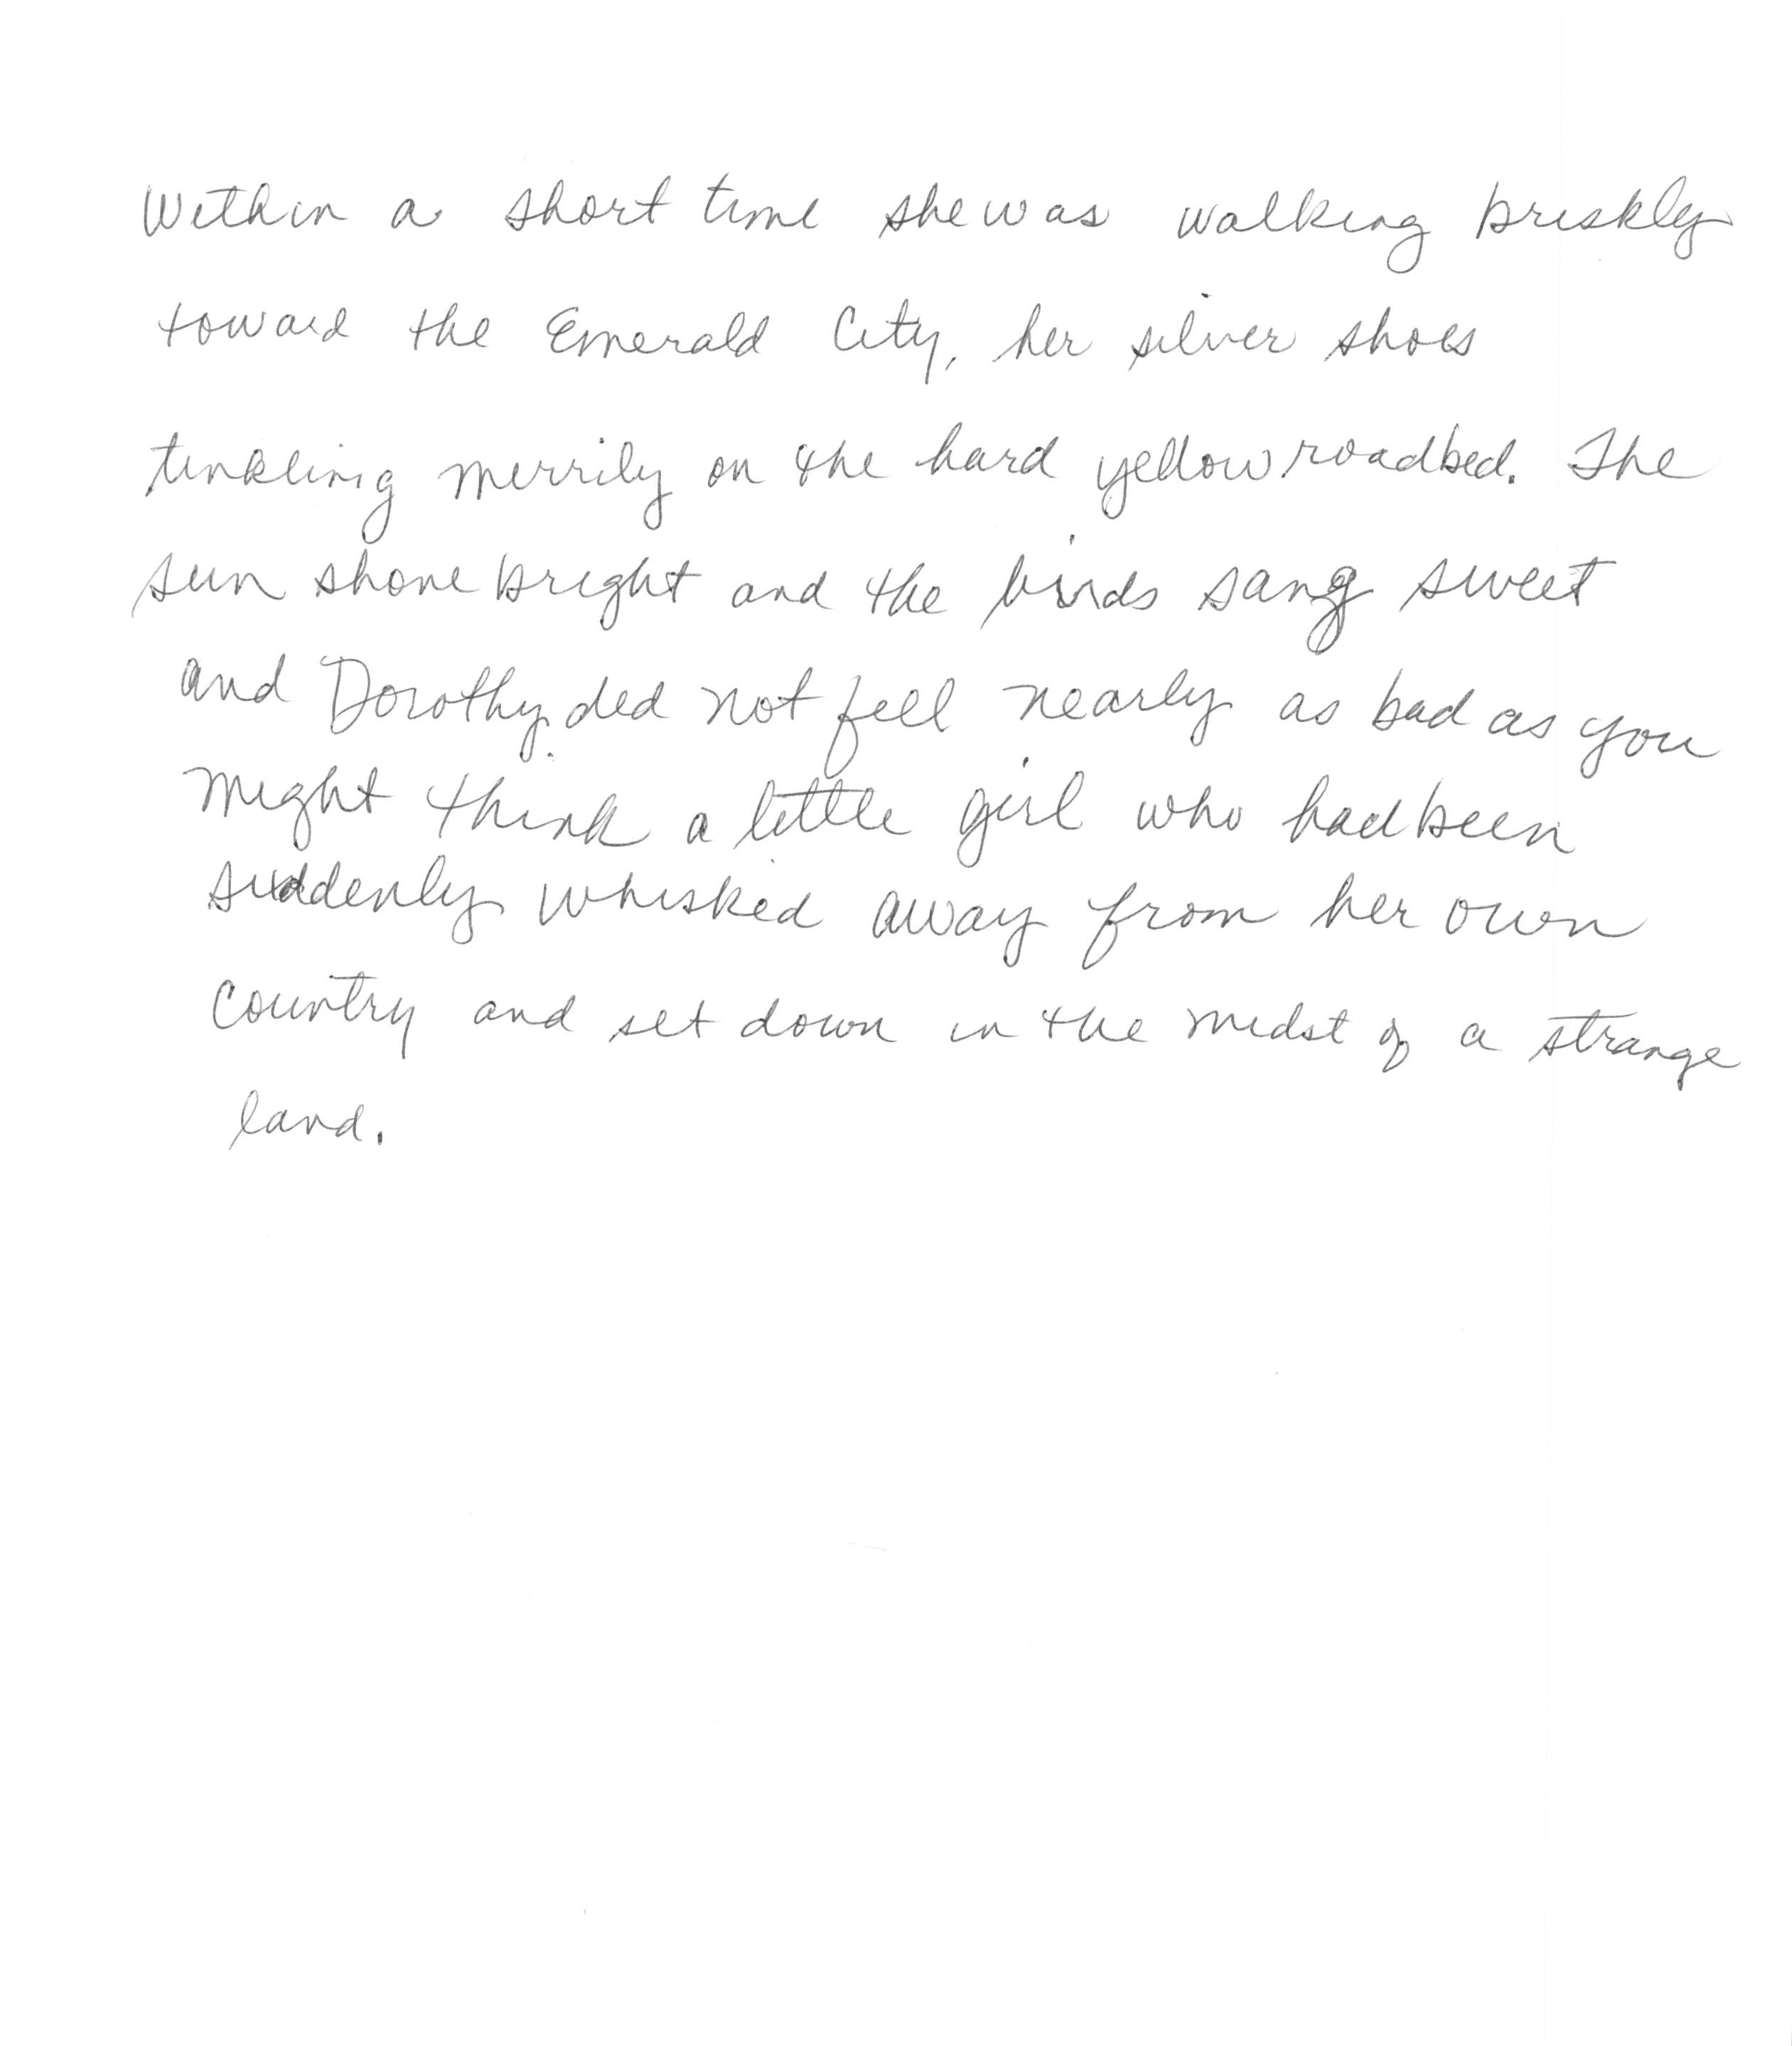 Within a short time she was walking briskly
toward the Emerald City, her silver shoes
tinkling merrily on the hard yellow roadbed. The
sun shone bright and the birds sang sweet
and Dorothy did not feel nearly as bad as you
might think a little girl who had been
suddenly whisked away from her own
country and set down in the midst of a strange
land.